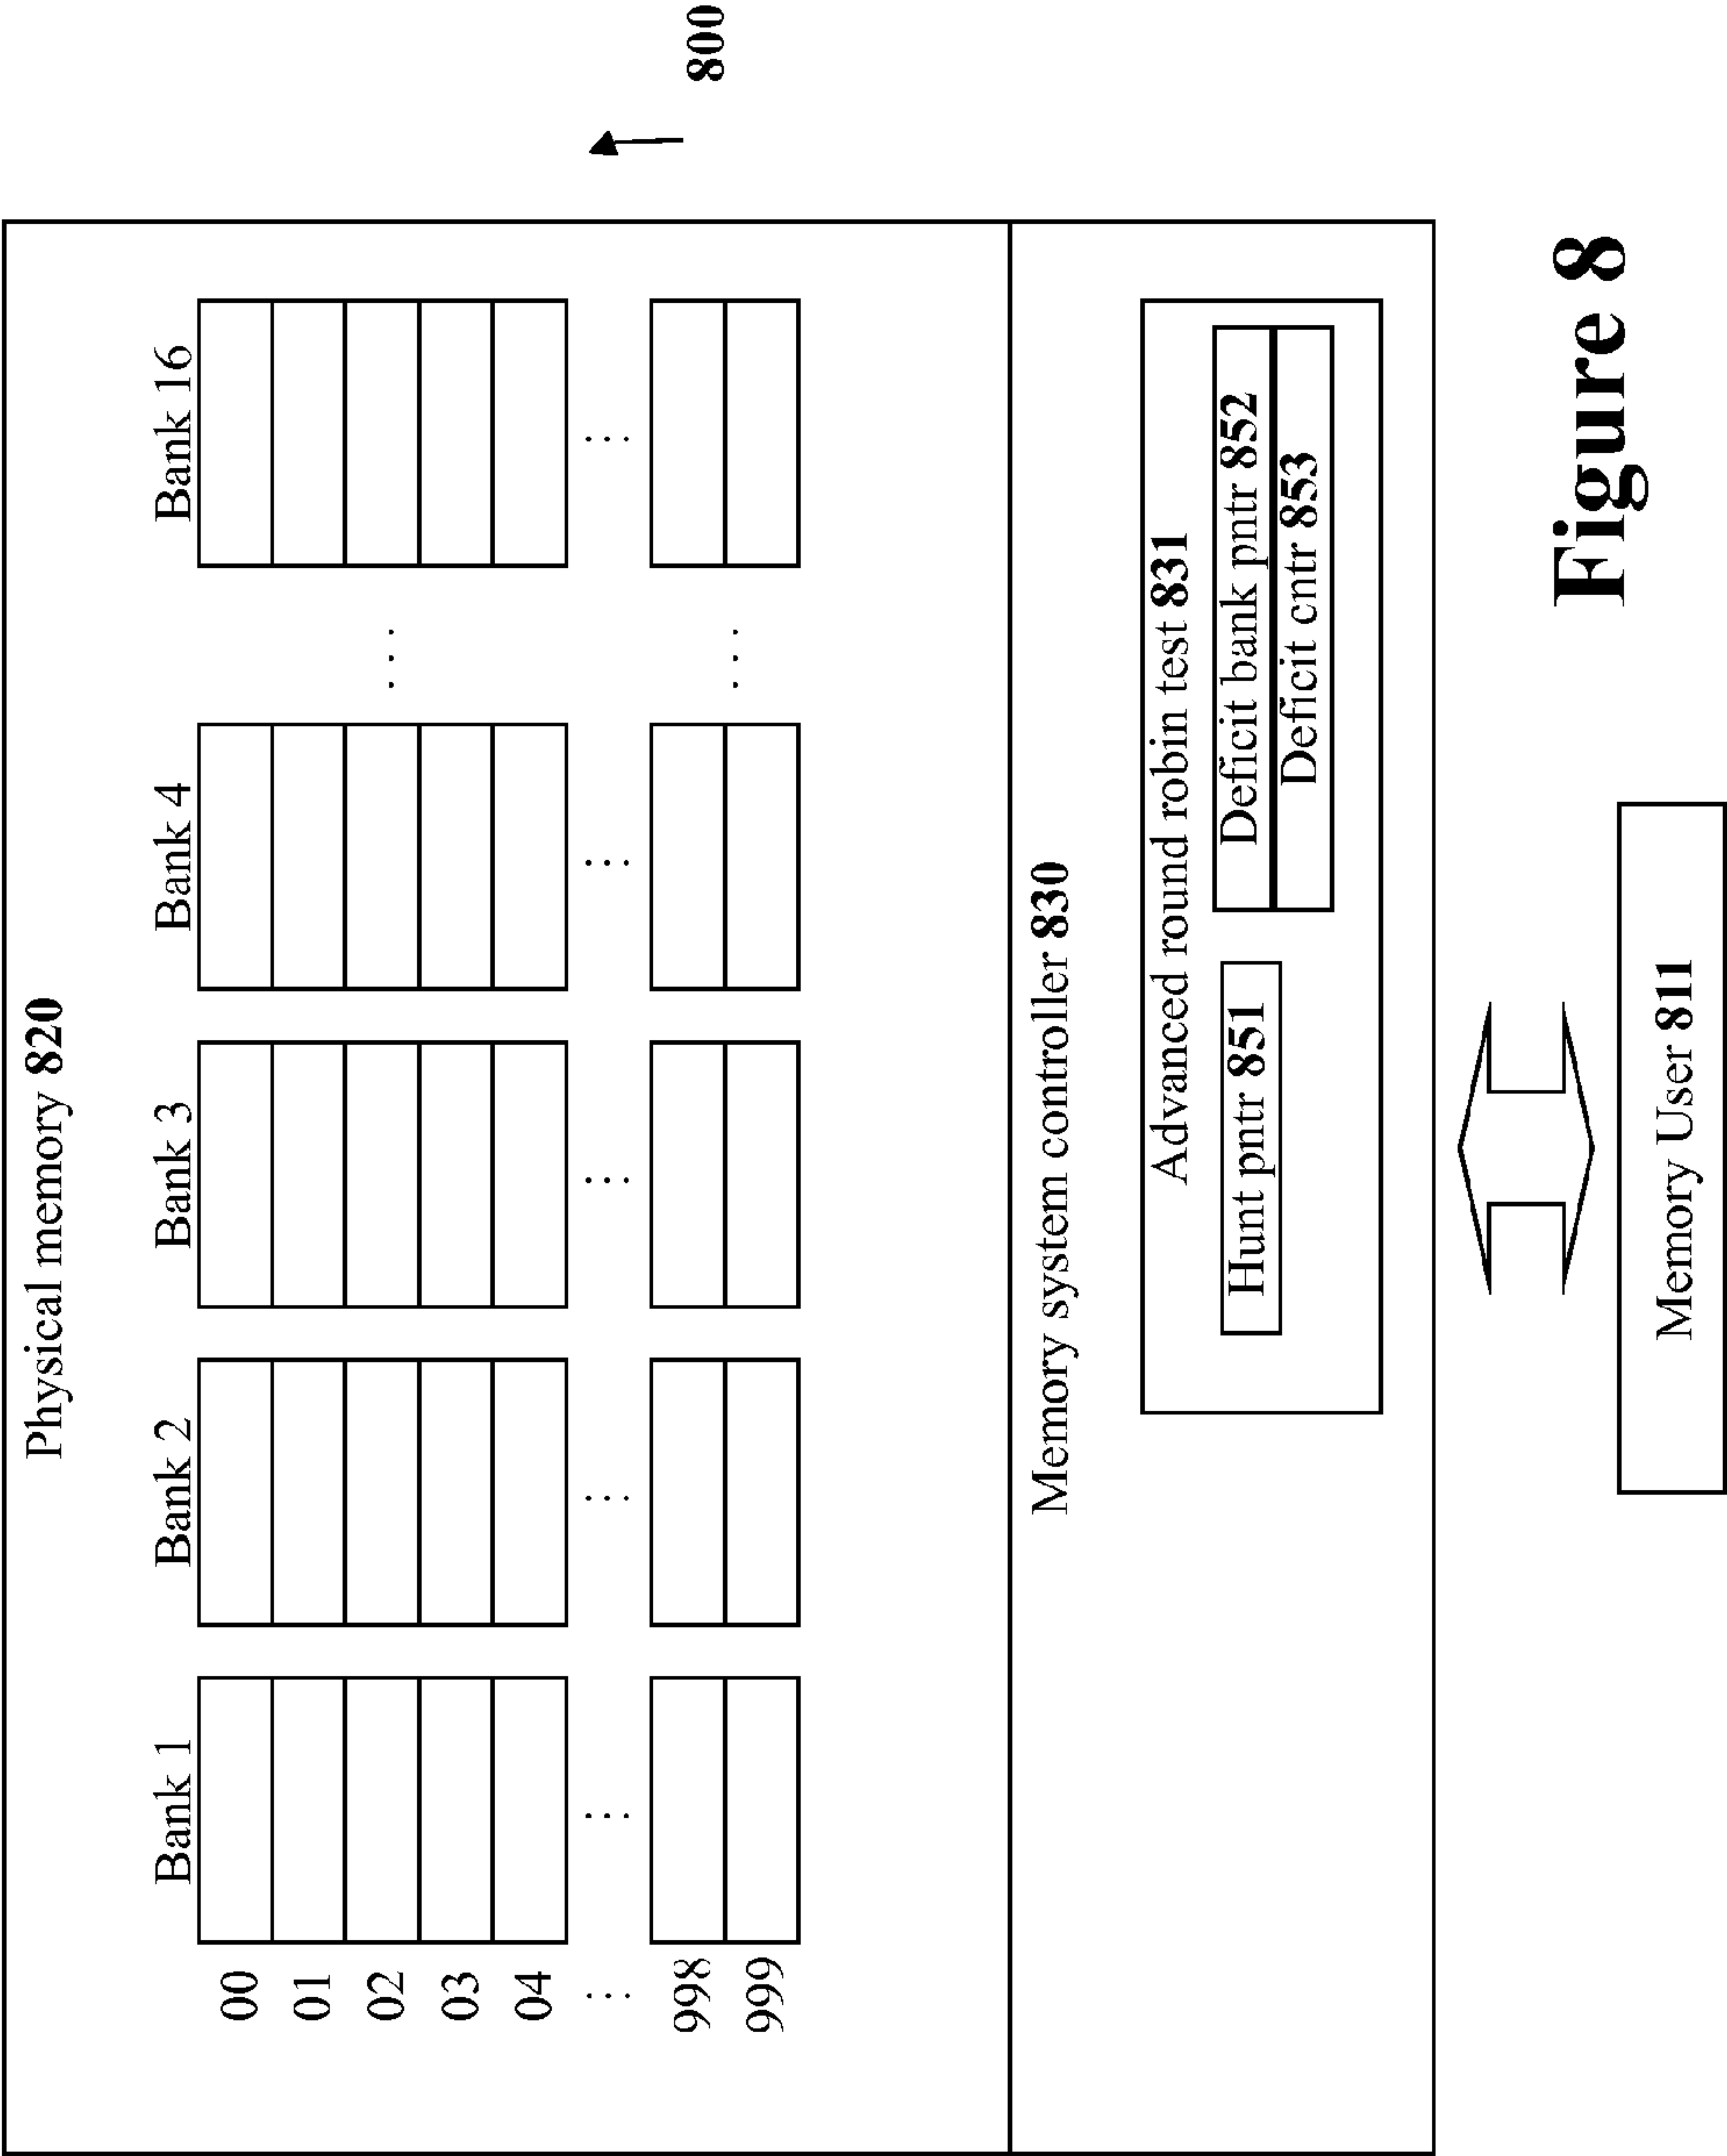 800
Physical memory 820
Bank 1 Bank 2 Bank 3 Bank 4 ... Bank 16
00
01
02
03
04
...
998
999
Memory system controller 830
Advanced round robin test 831
Hunt pntr 851
Deficit bank pntr 852
Deficit cntr 853
Memory User 811
Figure 8